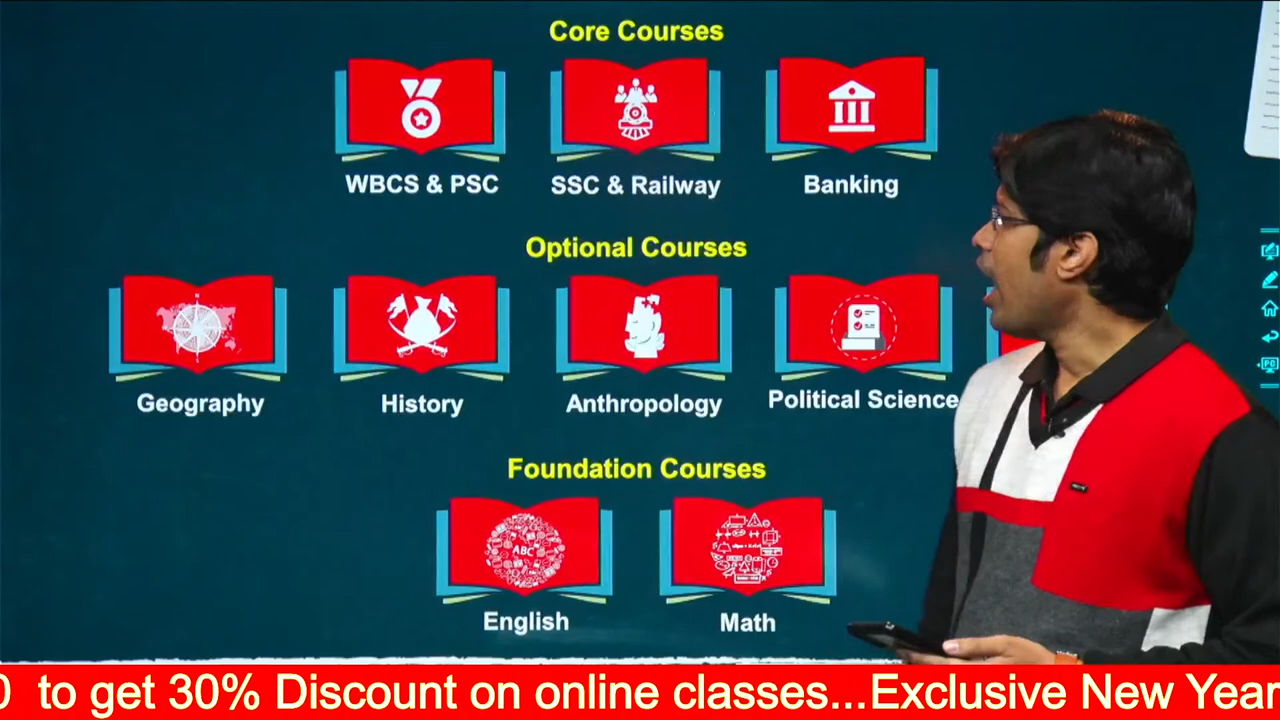 Core Courses
WBCS & PSC
SSC & Railway
Banking
Optional Courses
Geography
History
Anthropology
Political Science
Foundation Courses
ABC
English
Math
to get 30% Discount on online classes...Exclusive New Year